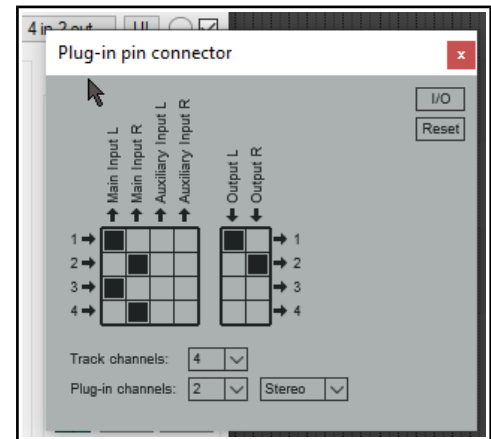 4 in 2 out UI
Plug-in pin connector x
I/O
Reset
Main Input L
Main Input R
Auxiliary Input L
Auxiliary Input R
Output L
Output R
1 1
2 2
3 3
4 4
Track channels: 4
Plug-in channels: 2 Stereo